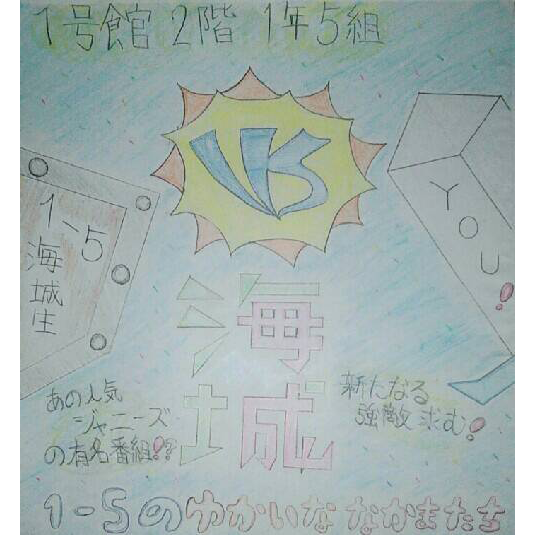 1号館 2階 1年5組
VS
1、5
海城生
YOU!
海城
あの人気
ジャニーズ
の有名番組!?
新たなる
強敵求む!
1-5のゆかいななかまたち